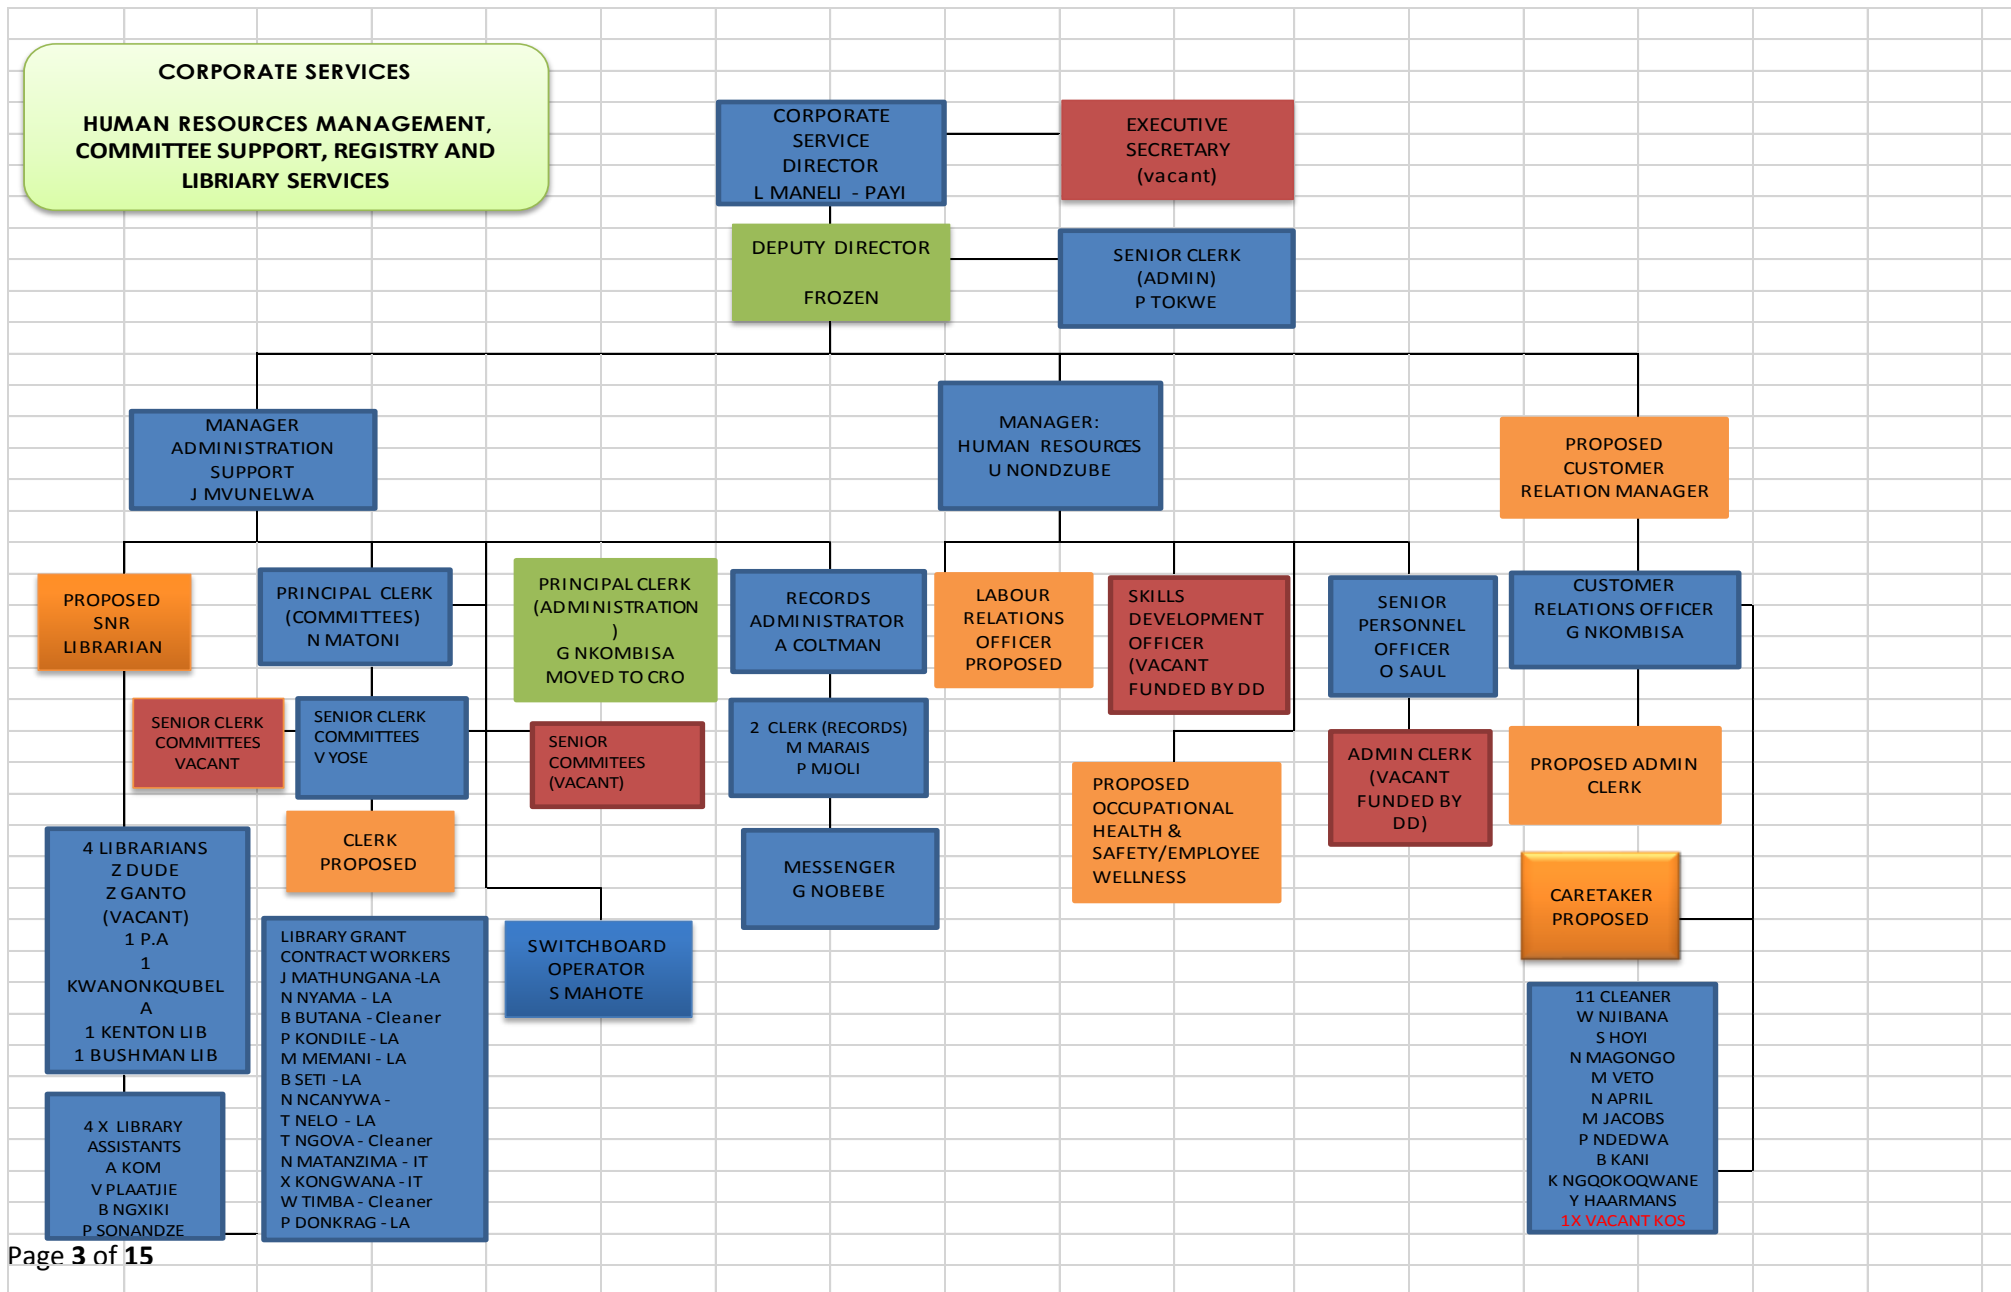 CORPORATE SERVICES
HUMAN RESOURCES MANAGEMENT,
COMMITTEE SUPPORT, REGISTRY AND
LIBRIARY SERVICES
CORPORATE
SERVICE
DIRECTOR
L MANELI - PAYI
EXECUTIVE
SECRETARY
(vacant)
DEPUTY DIRECTOR
FROZEN
SENIOR CLERK
(ADMIN)
P TOKWE
MANAGER
ADMINISTRATION
SUPPORT
J MVUNELWA
MANAGER:
HUMAN RESOURCES
U NONDZUBE
PROPOSED
CUSTOMER
RELATION MANAGER
PROPOSED
SNR
LIBRARIAN
PRINCIPAL CLERK
(COMMITTEES)
N MATONI
PRINCIPAL CLERK
(ADMINISTRATION
)
G NKOMBISA
MOVED TO CRO
RECORDS
ADMINISTRATOR
A COLTMAN
LABOUR
RELATIONS
OFFICER
PROPOSED
SKILLS
DEVELOPMENT
OFFICER
(VACANT
FUNDED BY DD
SENIOR
PERSONNEL
OFFICER
O SAUL
CUSTOMER
RELATIONS OFFICER
G NKOMBISA
SENIOR CLERK
COMMITTEES
VACANT
SENIOR CLERK
COMMITTEES
V YOSE
SENIOR
COMMITEES
(VACANT)
2 CLERK (RECORDS)
M MARAIS
P MJOLI
PROPOSED
OCCUPATIONAL
HEALTH &
SAFETY/EMPLOYEE
WELLNESS
ADMIN CLERK
(VACANT
FUNDED BY
DD)
PROPOSED ADMIN
CLERK
4 LIBRARIANS
Z DUDE
Z GANTO
(VACANT)
1 P.A
1
KWANONKQUBEL
A
1 KENTON LIB
1 BUSHMAN LIB
CLERK
PROPOSED
MESSENGER
G NOBEBE
CARETAKER
PROPOSED
LIBRARY GRANT
CONTRACT WORKERS
J MATHUNGANA -LA
N NYAMA - LA
B BUTANA - Cleaner
P KONDILE - LA
M MEMANI - LA
B SETI - LA
N NCANYWA -
T NELO - LA
T NGOVA - Cleaner
N MATANZIMA - IT
X KONGWANA - IT
W TIMBA - Cleaner
P DONKRAG - LA
SWITCHBOARD
OPERATOR
S MAHOTE
11 CLEANER
W NJIBANA
S HOYI
N MAGONGO
M VETO
N APRIL
M JACOBS
P NDEDWA
B KANI
K NGQOKOQWANE
Y HAARMANS
1X VACANT KOS
4 X LIBRARY
ASSISTANTS
A KOM
V PLAATJIE
B NGXIKI
P SONANDZE
Page 3 of 15